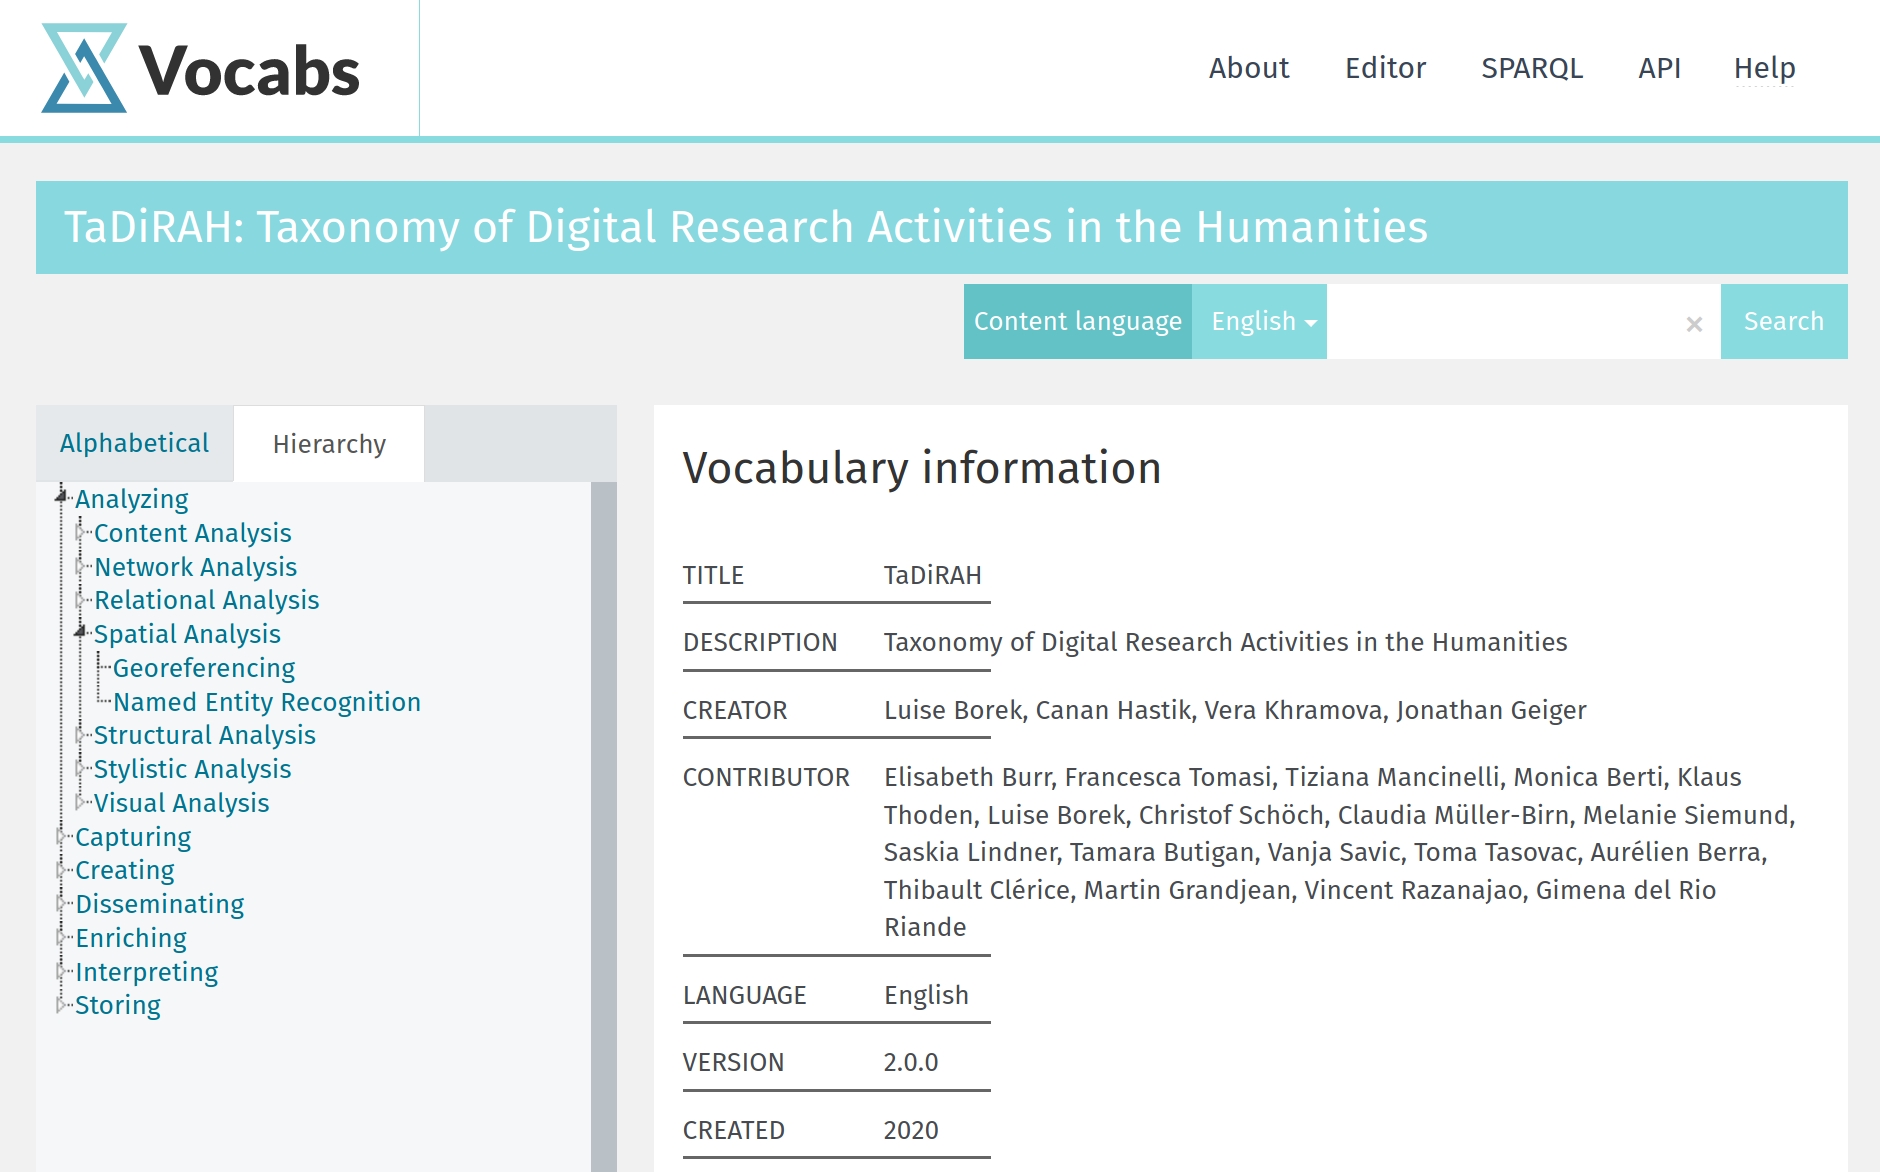 Vocabs
About Editor SPARQL API Help
TaDiRAH: Taxonomy of Digital Research Activities in the Humanities
Content language English × Search
Alphabetical Hierarchy
Analyzing
Content Analysis
Network Analysis
Relational Analysis
Spatial Analysis
Georeferencing
Named Entity Recognition
Structural Analysis
Stylistic Analysis
Visual Analysis
Capturing
Creating
Disseminating
Enriching
Interpreting
Storing
Vocabulary information
TITLE TaDiRAH
DESCRIPTION Taxonomy of Digital Research Activities in the Humanities
CREATOR Luise Borek, Canan Hastik, Vera Khramova, Jonathan Geiger
CONTRIBUTOR Elisabeth Burr, Francesca Tomasi, Tiziana Mancinelli, Monica Berti, Klaus
Thoden, Luise Borek, Christof Schöch, Claudia Müller-Birn, Melanie Siemund,
Saskia Lindner, Tamara Butigan, Vanja Savic, Toma Tasovac, Aurélien Berra,
Thibault Clérice, Martin Grandjean, Vincent Razanajao, Gimena del Rio
Riande
LANGUAGE English
VERSION 2.0.0
CREATED 2020